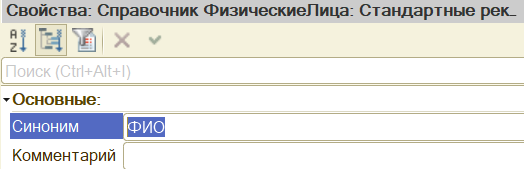 Свойства: Справочник ФизическиеЛица: Стандартные рек...
Поиск (Ctrl+Alt+I)
Основные:
Синоним ФИО
Комментарий